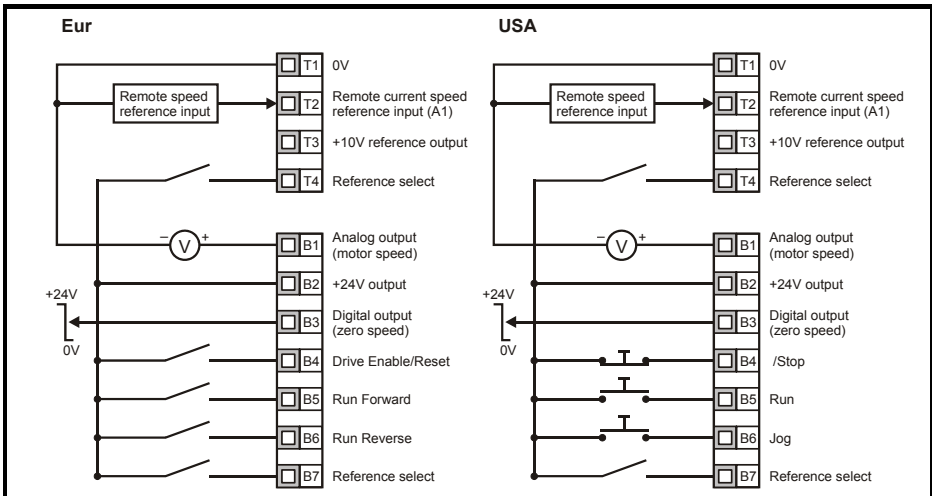 Eur
T1 0V
Remote speed
reference input
T2 Remote current speed
reference input (A1)
T3 +10V reference output
T4 Reference select
– V +
B1 Analog output
(motor speed)
B2 +24V output
+24V
0V
B3 Digital output
(zero speed)
B4 Drive Enable/Reset
B5 Run Forward
B6 Run Reverse
B7 Reference select
USA
T1 0V
Remote speed
reference input
T2 Remote current speed
reference input (A1)
T3 +10V reference output
T4 Reference select
– V +
B1 Analog output
(motor speed)
B2 +24V output
+24V
0V
B3 Digital output
(zero speed)
B4 /Stop
B5 Run
B6 Jog
B7 Reference select